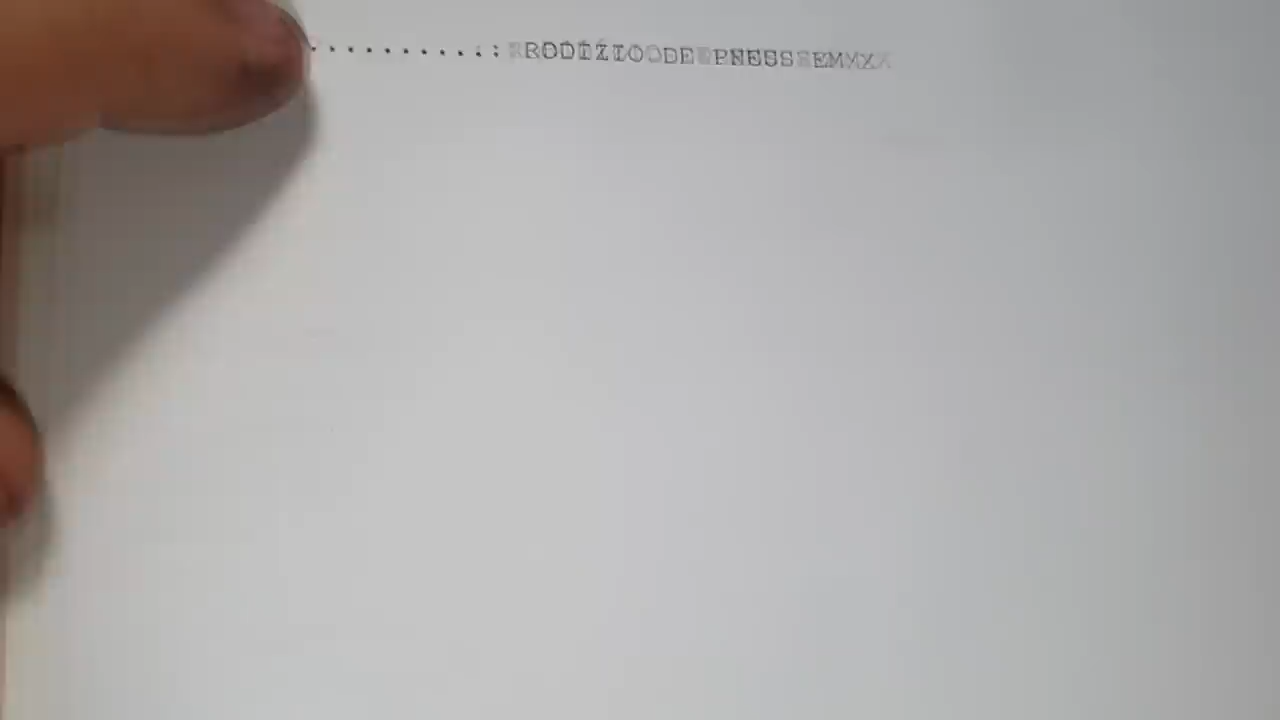 ...........: RODÍZIO DE PNEUS EM X